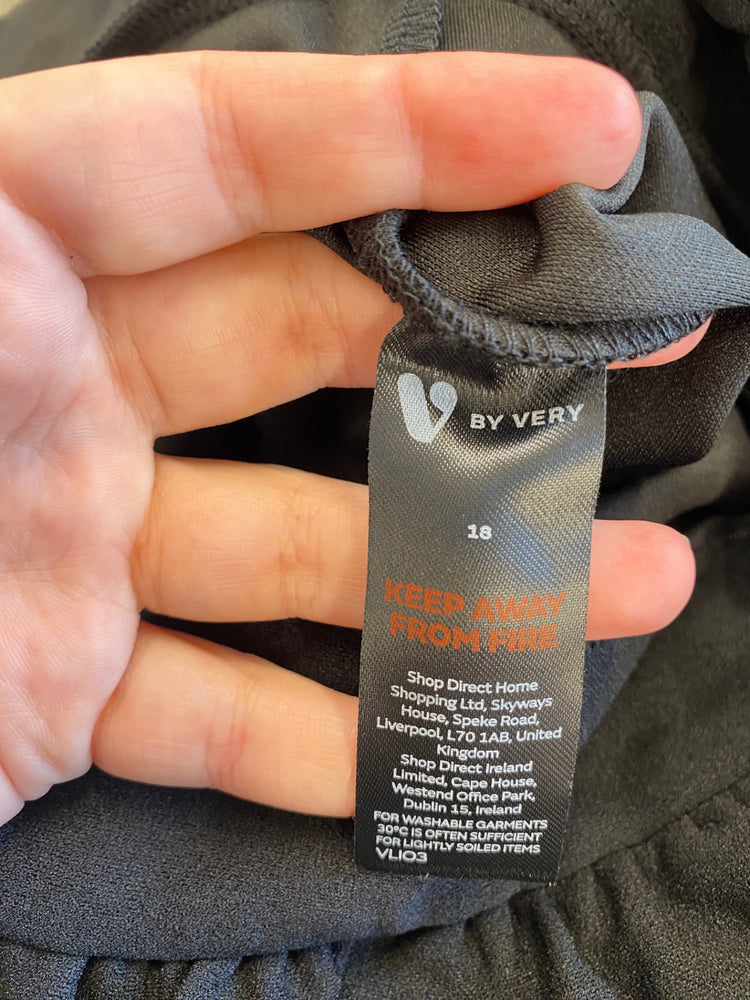 V BY VERY
18
KEEP AWAY
FROM FIRE
Shop Direct Home
Shopping Ltd, Skyways
House, Speke Road,
Liverpool, L70 1AB, United
Kingdom
Shop Direct Ireland
Limited, Cape House,
Westend Office Park,
Dublin 15, Ireland
FOR WASHABLE GARMENTS
30°C IS OFTEN SUFFICIENT
FOR LIGHTLY SOILED ITEMS
VLI03